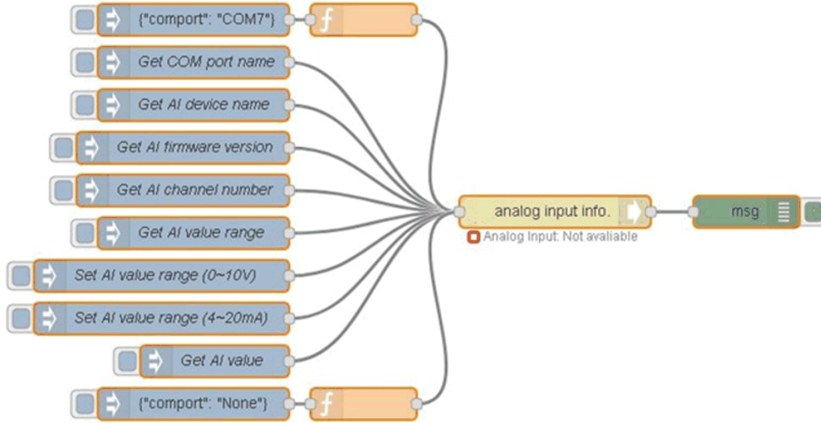 {"comport": "COM7"}
Get COM port name
Get AI device name
Get AI firmware version
Get AI channel number
Get AI value range
Set AI value range (0~10V)
Set AI value range (4~20mA)
Get AI value
{"comport": "None"}
analog input info.
Analog Input: Not avaliable
msg